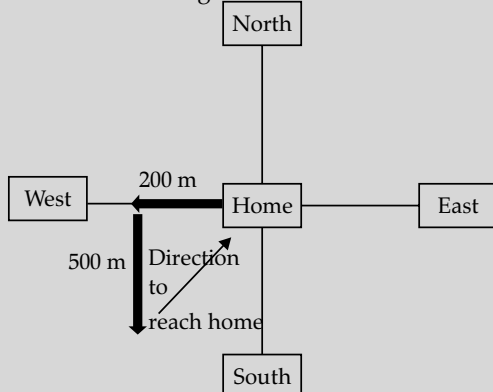 North
200 m
West
Home
East
500 m
Direction
to
reach home
South